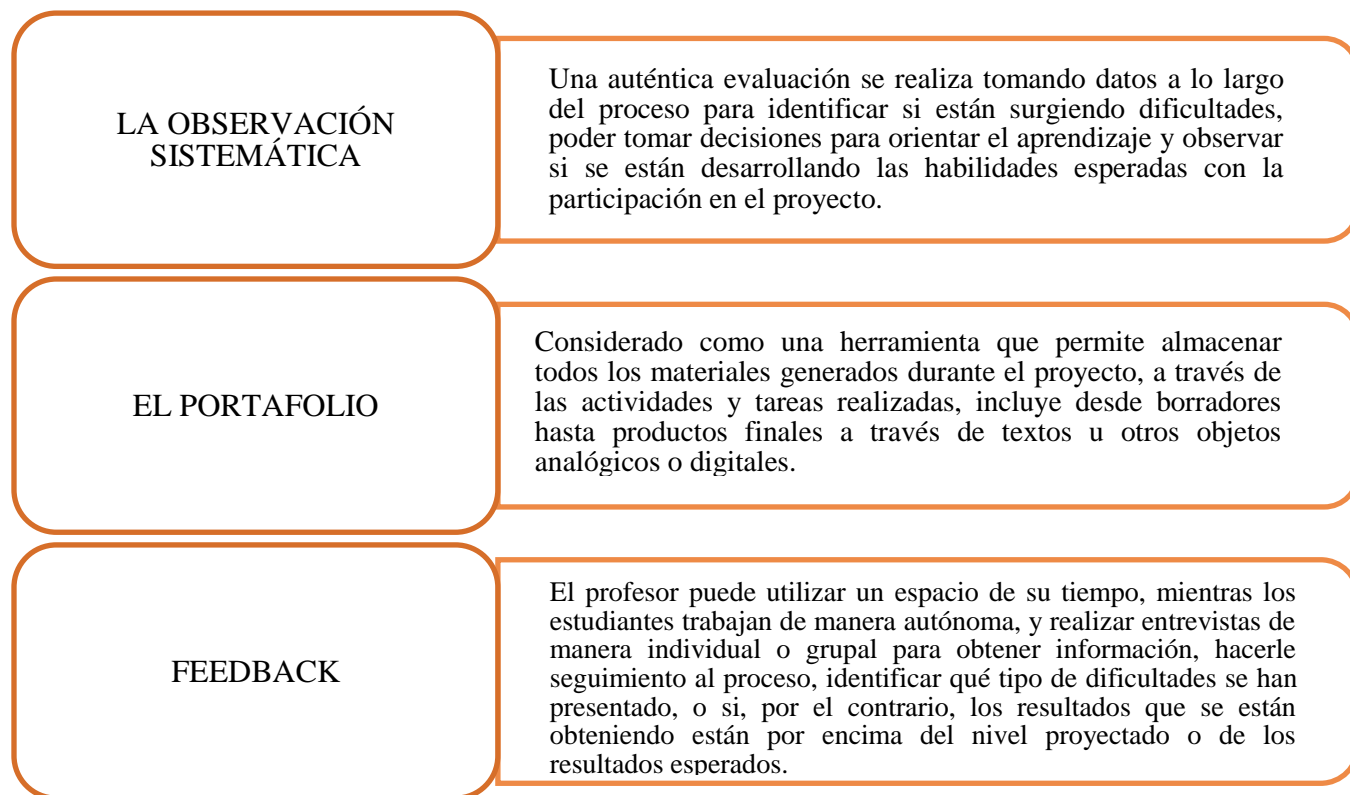 LA OBSERVACIÓN
SISTEMÁTICA
Una auténtica evaluación se realiza tomando datos a lo largo
del proceso para identificar si están surgiendo dificultades,
poder tomar decisiones para orientar el aprendizaje y observar
si se están desarrollando las habilidades esperadas con la
participación en el proyecto.
EL PORTAFOLIO
Considerado como una herramienta que permite almacenar
todos los materiales generados durante el proyecto, a través de
las actividades y tareas realizadas, incluye desde borradores
hasta productos finales a través de textos u otros objetos
analógicos o digitales.
FEEDBACK
El profesor puede utilizar un espacio de su tiempo, mientras los
estudiantes trabajan de manera autónoma, y realizar entrevistas de
manera individual o grupal para obtener información, hacerle
seguimiento al proceso, identificar qué tipo de dificultades se han
presentado, o si, por el contrario, los resultados que se están
obteniendo están por encima del nivel proyectado o de los
resultados esperados.